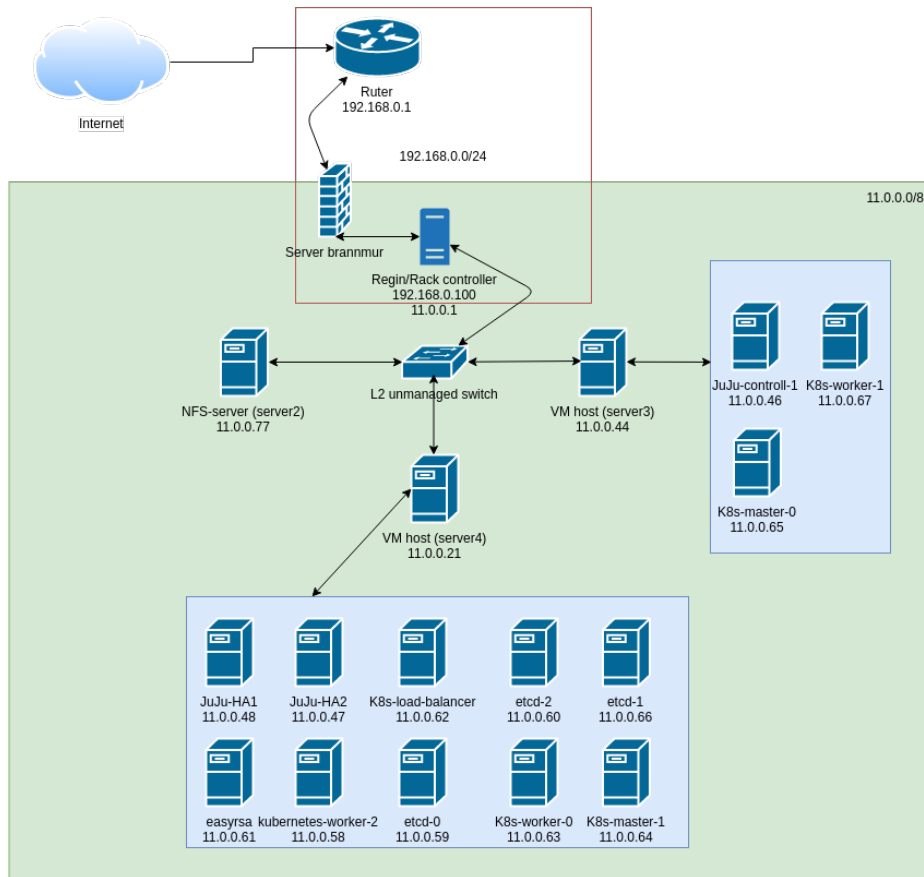 Ruter
192.168.0.1
Internet
192.168.0.0/24
11.0.0.0/8
Server brannmur
Regin/Rack controller
192.168.0.100
11.0.0.1
L2 unmanaged switch
NFS-server (server2)
11.0.0.77
VM host (server3)
11.0.0.44
JuJu-controll-1
11.0.0.46
K8s-worker-1
11.0.0.67
K8s-master-0
11.0.0.65
VM host (server4)
11.0.0.21
JuJu-HA1
11.0.0.48
JuJu-HA2
11.0.0.47
K8s-load-balancer
11.0.0.62
etcd-2
11.0.0.60
etcd-1
11.0.0.66
easyrsa
11.0.0.61
kubernetes-worker-2
11.0.0.58
etcd-0
11.0.0.59
K8s-worker-0
11.0.0.63
K8s-master-1
11.0.0.64